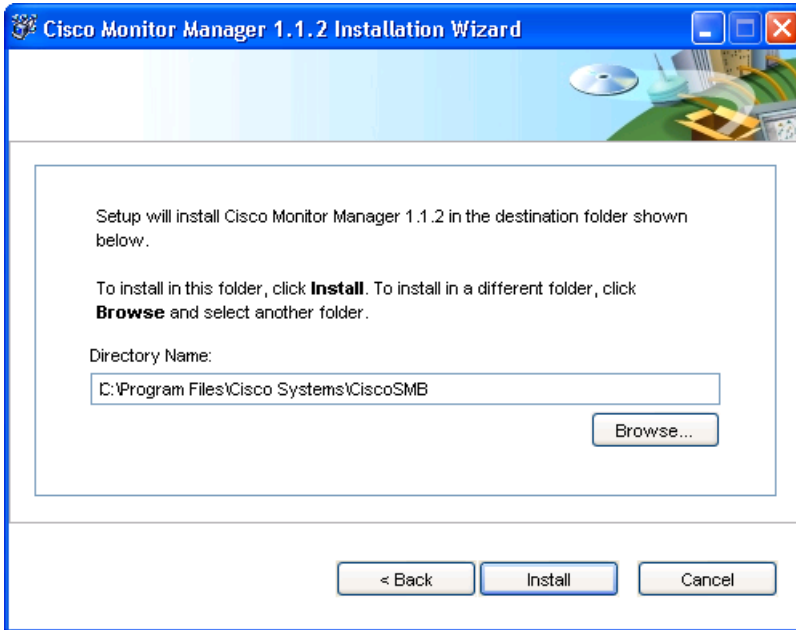 Cisco Monitor Manager 1.1.2 Installation Wizard
Setup will install Cisco Monitor Manager 1.1.2 in the destination folder shown
below.
To install in this folder, click Install. To install in a different folder, click
Browse and select another folder.
Directory Name:
C:\Program Files\Cisco Systems\CiscoSMB
Browse...
< Back
Install
Cancel